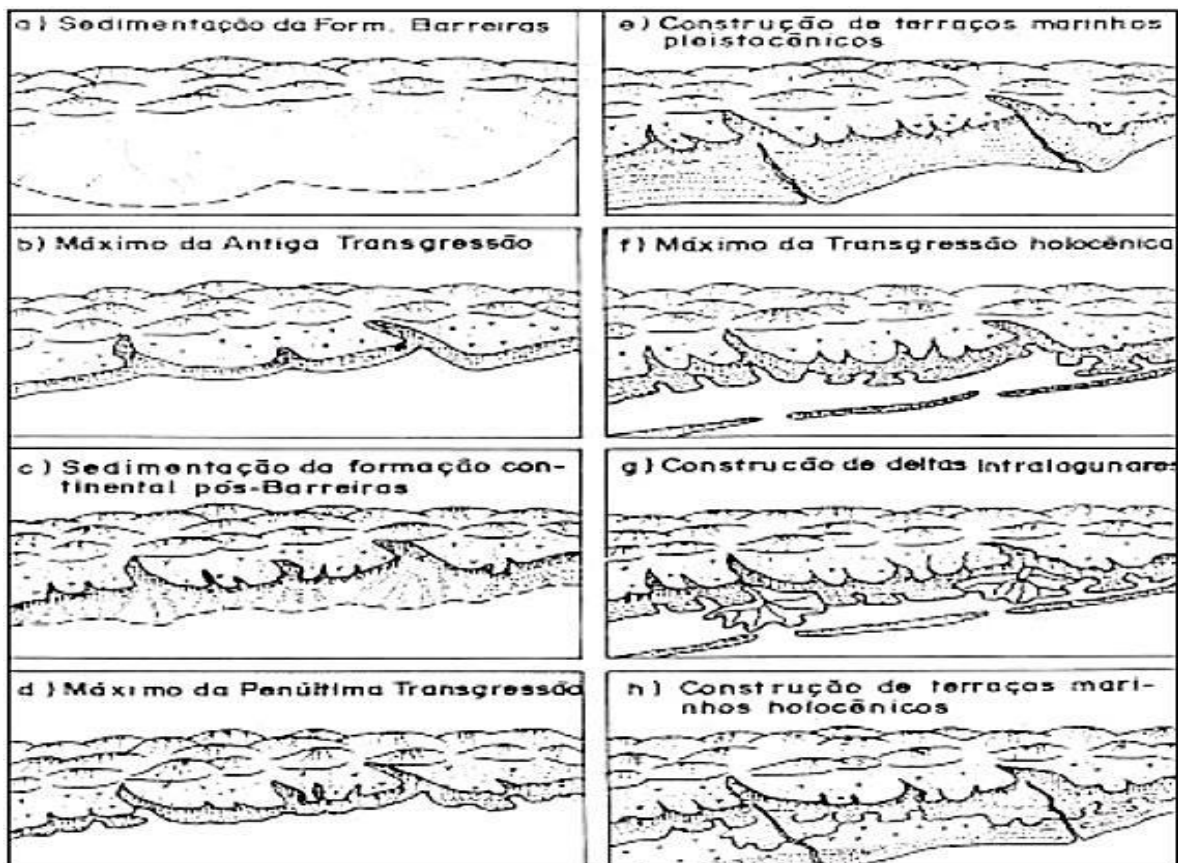 a) Sedimentação da Form. Barreiras
b) Máximo da Antiga Transgressão
c) Sedimentação da formação con-
tinental pós-Barreiras
d) Máximo da Penúltima Transgressão
e) Construção de terraços marinhos
pleistocênicos
f) Máximo da Transgressão holocênica
g) Construcão de deltas intralagunares
h) Construção de terraços mari-
nhos holocênicos